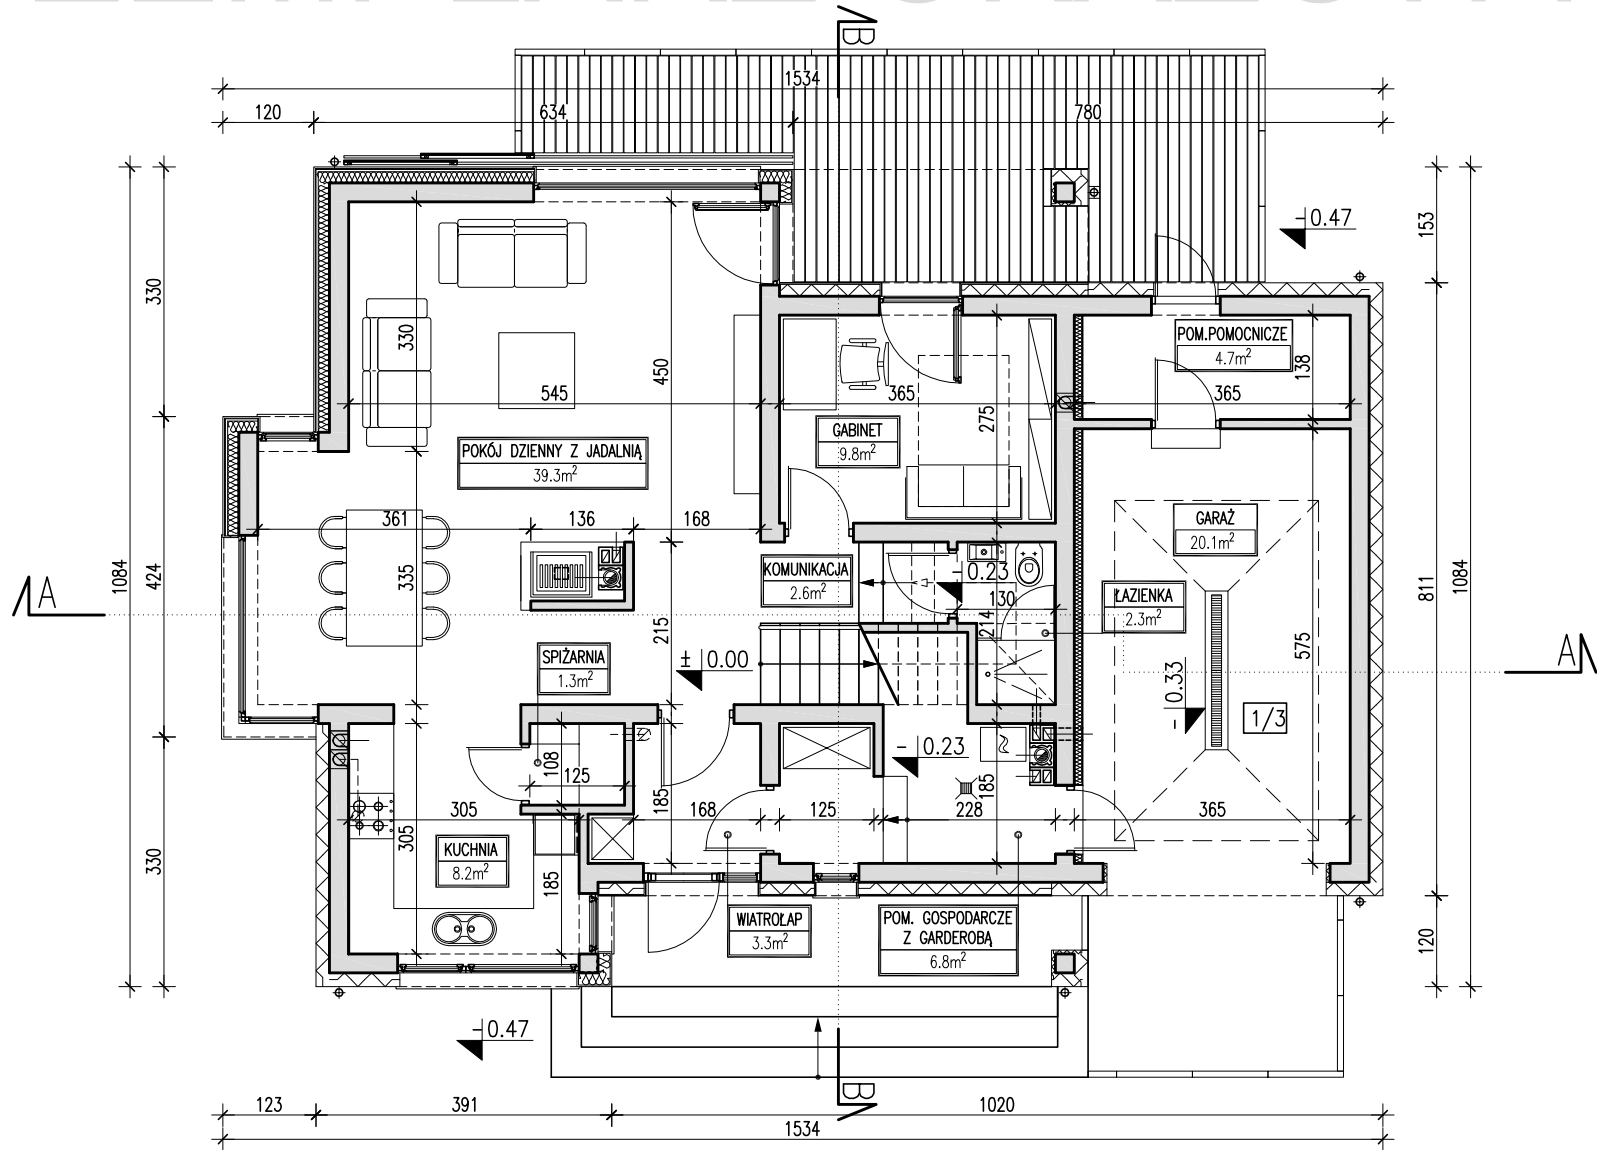 B
1534
120
634
780
-0.47
153
330
330
450
POM.POMOCNICZE
4.7m²
138
545
365
365
275
GABINET
9.8m²
POKÓJ DZIENNY Z JADALNIĄ
39.3m²
361
136
168
GARAŻ
20.1m²
1084
424
335
KOMUNIKACJA
2.6m²
-0.23
130
214
ŁAZIENKA
2.3m²
811
1084
A
215
575
A
SPIŻARNIA
1.3m²
± 0.00
-0.33
1/3
-0.23
108
125
185
185
305
168
125
228
365
305
KUCHNIA
8.2m²
185
330
WIATROŁAP
3.3m²
POM. GOSPODARCZE
Z GARDEROBĄ
6.8m²
120
-0.47
B
123
391
1020
1534